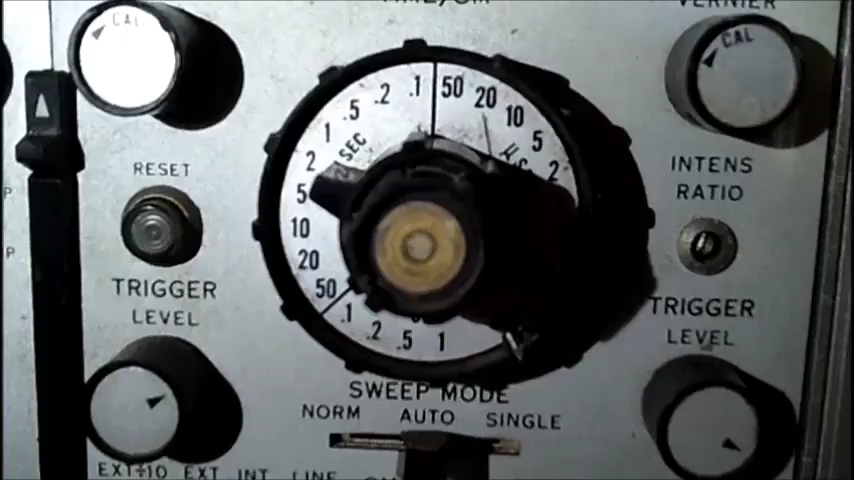 CAL
CAL
INTENS
RATIO
RESET
TRIGGER
LEVEL
TRIGGER
LEVEL
.1
.2
.5
1
2
5
10
20
50
.1
.2
.5
1
50
20
10
5
2
SEC
SWEEP MODE
NORM AUTO SINGLE
EXT÷10 EXT INT LINE